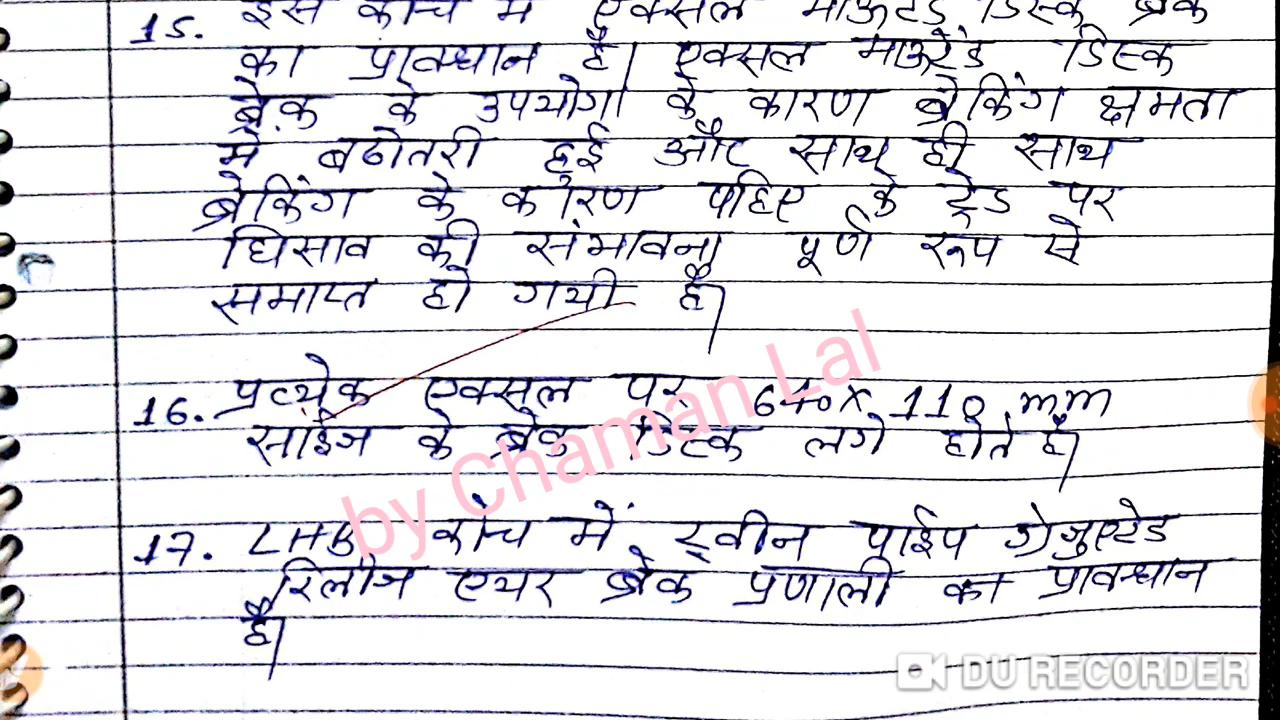 15. इस कोच में एक्सल माऊंटेड डिस्क ब्रेक
का प्रावधान है। एक्सल माऊंटेड डिस्क
ब्रेक के उपयोग के कारण ब्रेकिंग क्षमता
में बढोतरी हुई और साथ ही साथ
ब्रेकिंग के कारण पहिए के ट्रेड पर
घिसाव की संभावना पूर्ण रूप से
समाप्त हो गयी है।
16. प्रत्येक एक्सल पर 640x110 mm
साईज के ब्रेक डिस्क लगे होते है।
17. LHB कोच में ट्वीन पाईप ग्रेजुएटेड
रिलीज एयर ब्रेक प्रणाली का प्रावधान
है।
by Chaman Lal
DU RECORDER